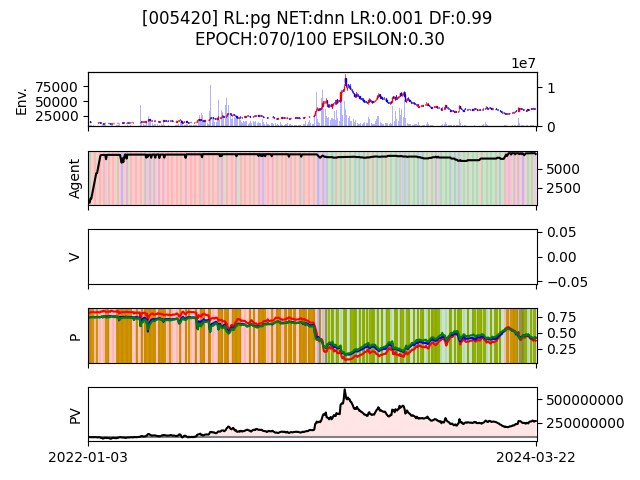 [005420] RL:pg NET:dnn LR:0.001 DF:0.99
EPOCH:070/100 EPSILON:0.30
1e7
Env.
75000
50000
25000
1
0
Agent
5000
2500
V
0.05
0.00
−0.05
P
0.75
0.50
0.25
PV
500000000
250000000
2022-01-03
2024-03-22